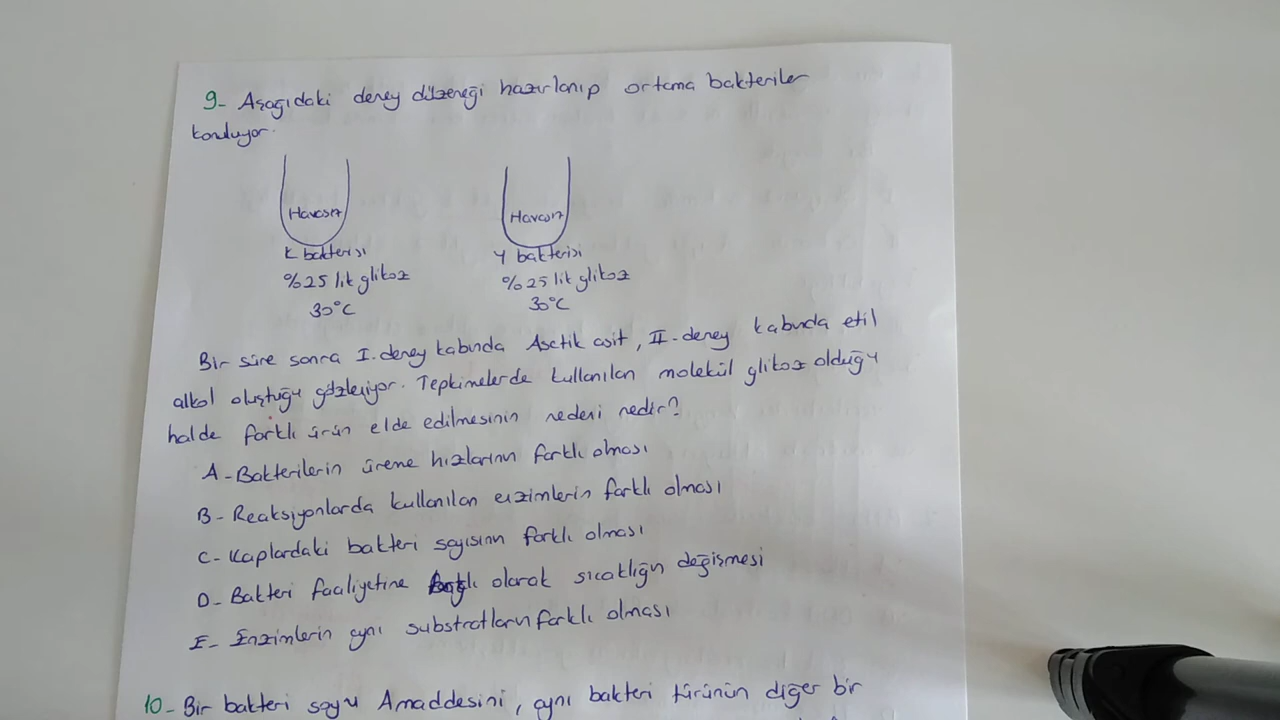 9- Aşağıdaki deney düzeneği hazırlanıp ortama bakteriler
konuluyor.
Havasız
Havasız
K bakterisi
Y bakterisi
%25 lik glikoz
%25 lik glikoz
30°C
30°C
Bir süre sonra I. deney kabında Asetik asit, II. deney kabında etil
alkol oluştuğu gözleniyor. Tepkimelerde kullanılan molekül glikoz olduğu
halde farklı ürün elde edilmesinin nedeni nedir?
A- Bakterilerin üreme hızlarının farklı olması
B- Reaksiyonlarda kullanılan enzimlerin farklı olması
C- Kaplardaki bakteri sayısının farklı olması
D- Bakteri faaliyetine bağlı olarak sıcaklığın değişmesi
E- Enzimlerin aynı substratların farklı olması
10- Bir bakteri soyu A maddesini, aynı bakteri türünün diğer bir